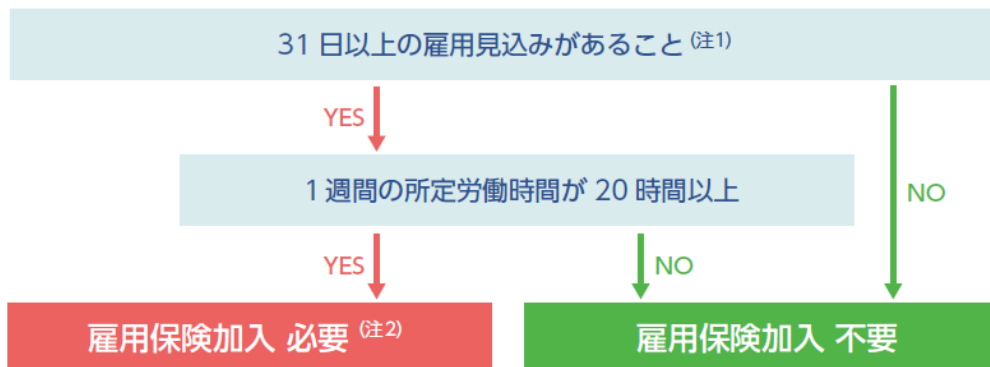 31 日以上の雇用見込みがあること (注1)
YES
1 週間の所定労働時間が 20 時間以上
NO
YES
NO
雇用保険加入 必要 (注2)
雇用保険加入 不要